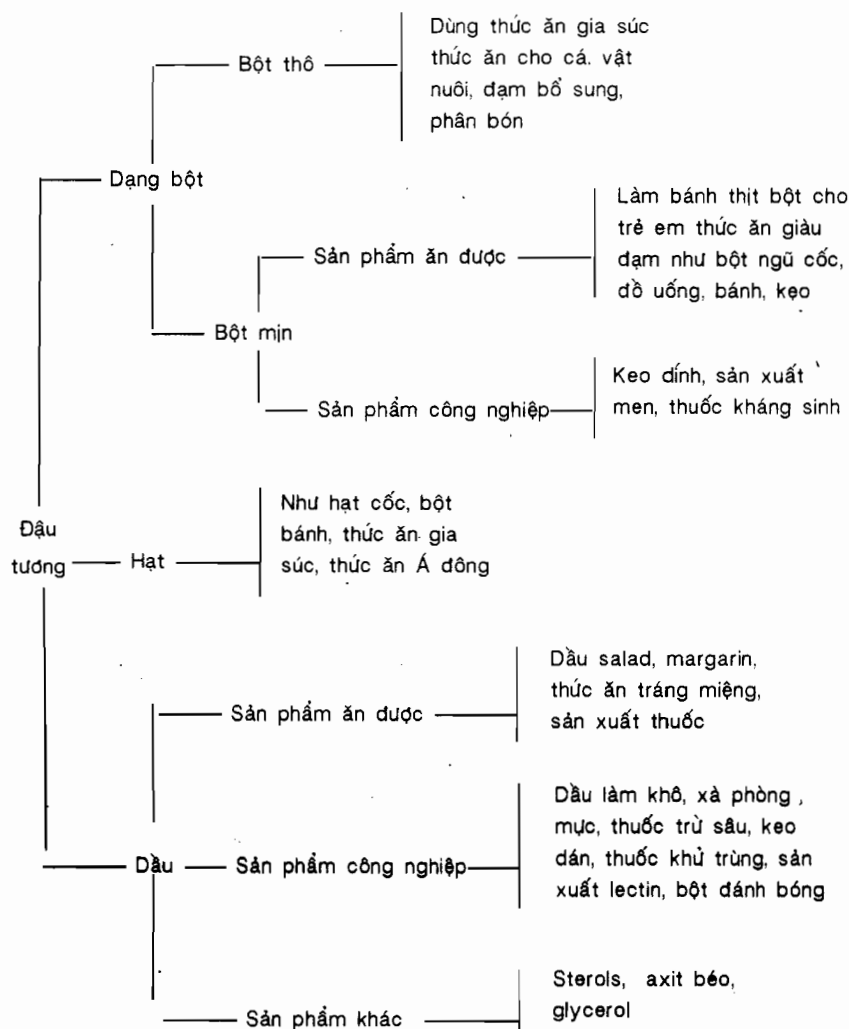 Bột thô
Dùng thức ăn gia súc
thức ăn cho cá. vật
nuôi, đạm bổ sung,
phân bón
Dạng bột
Sản phẩm ăn được
Làm bánh thịt bột cho
trẻ em thức ăn giàu
đạm như bột ngũ cốc,
đồ uống, bánh, kẹo
Bột mịn
Sản phẩm công nghiệp
Keo dính, sản xuất
men, thuốc kháng sinh
Đậu
tương
Hạt
Như hạt cốc, bột
bánh, thức ăn gia
súc, thức ăn Á đông
Sản phẩm ăn được
Dầu salad, margarin,
thức ăn tráng miệng,
sản xuất thuốc
Dầu
Sản phẩm công nghiệp
Dầu làm khô, xà phòng,
mực, thuốc trừ sâu, keo
dán, thuốc khử trùng, sản
xuất lectin, bột đánh bóng
Sản phẩm khác
Sterols, axit béo,
glycerol